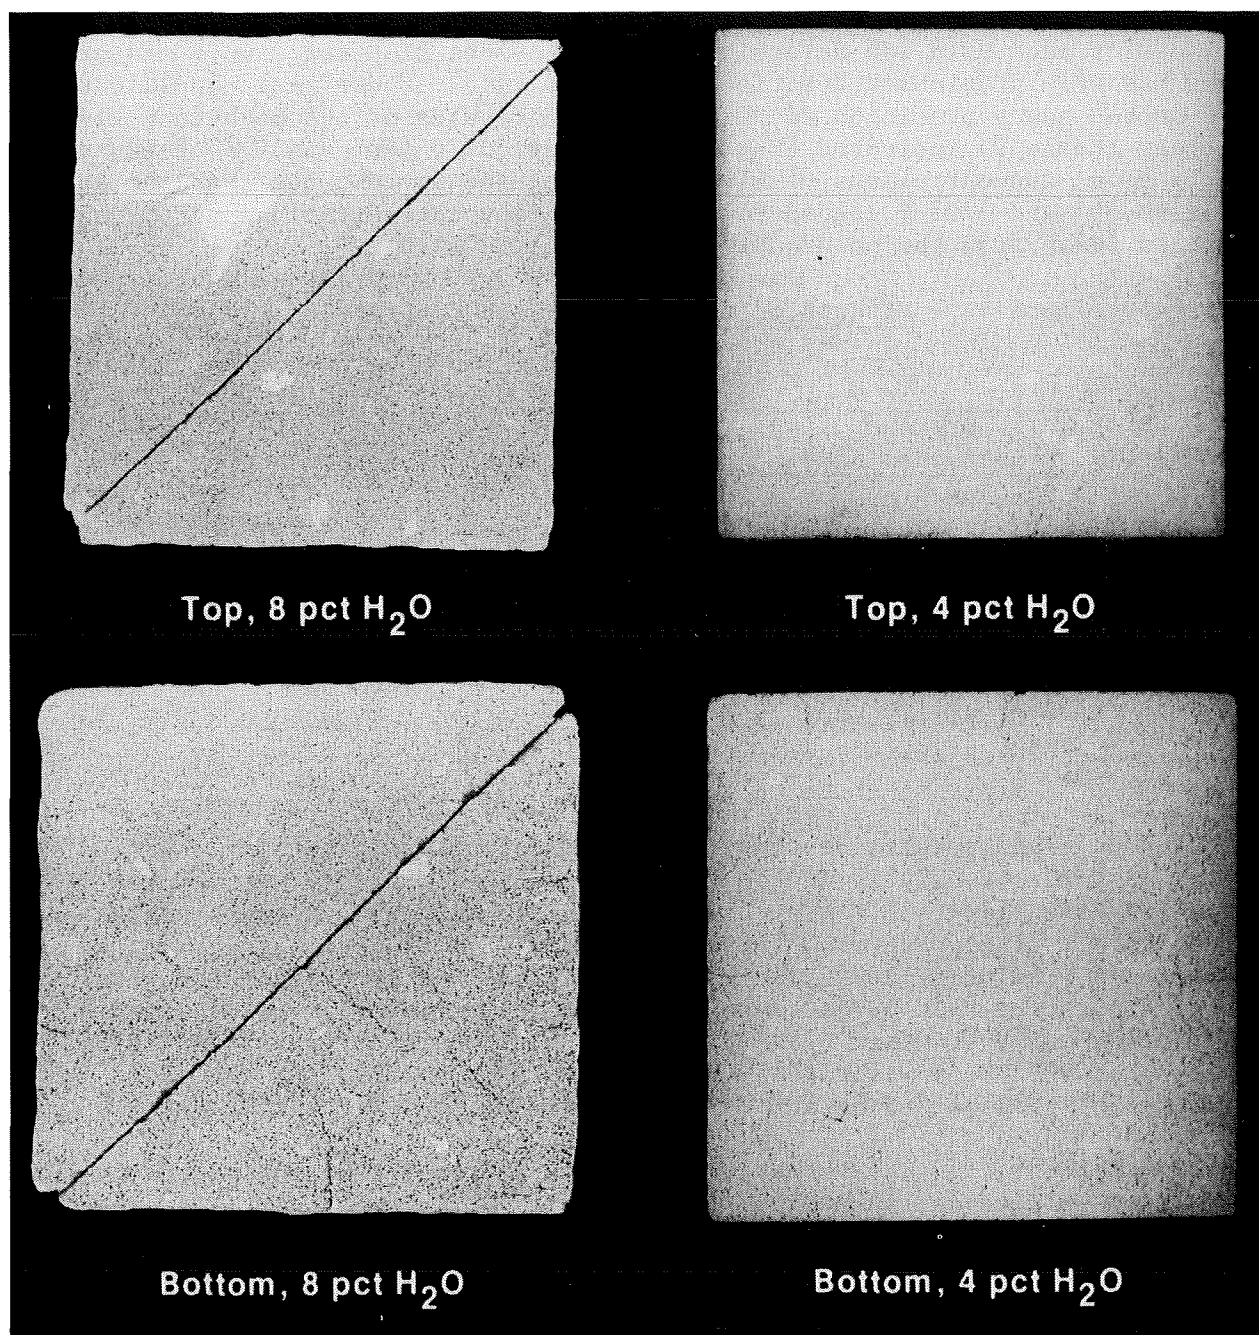 Top, 8 pct H₂O
Top, 4 pct H₂O
Bottom, 8 pct H₂O
Bottom, 4 pct H₂O